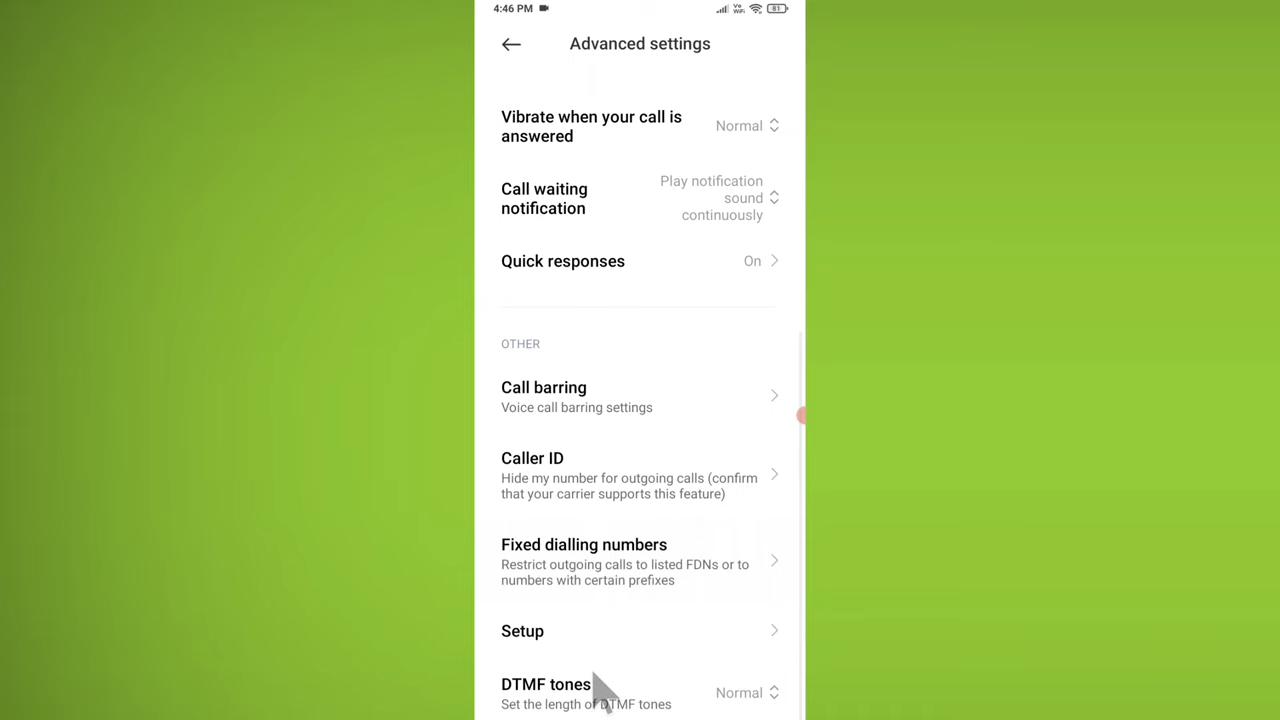 4:46 PM
Vo
WiFi
81
Advanced settings
Vibrate when your call is
answered
Normal
Call waiting
notification
Play notification
sound
continuously
Quick responses
On
OTHER
Call barring
Voice call barring settings
Caller ID
Hide my number for outgoing calls (confirm
that your carrier supports this feature)
Fixed dialling numbers
Restrict outgoing calls to listed FDNs or to
numbers with certain prefixes
Setup
DTMF tones
Set the length of DTMF tones
Normal